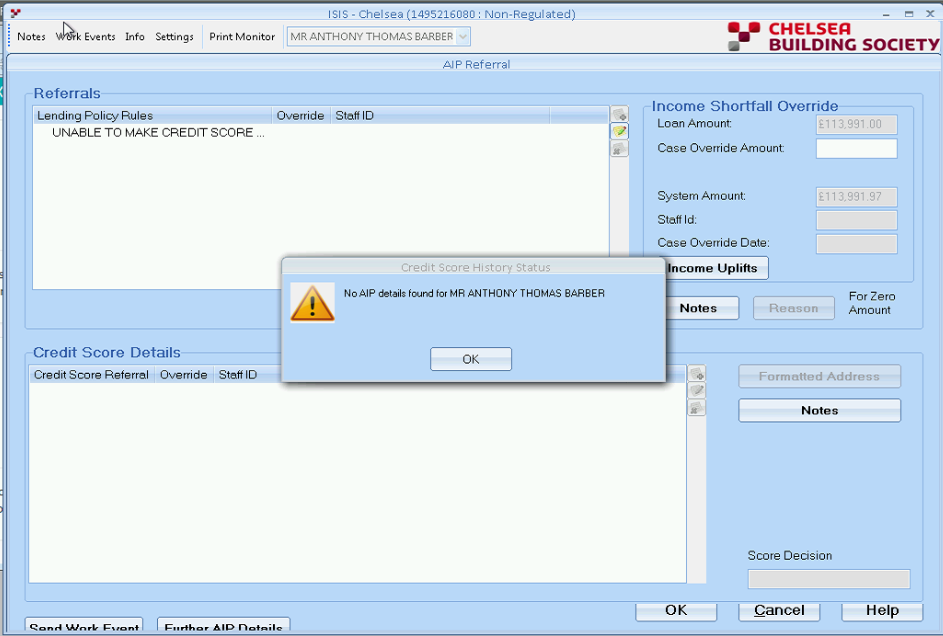 ISIS - Chelsea (1495216080 : Non-Regulated)
Notes Work Events Info Settings Print Monitor MR ANTHONY THOMAS BARBER
CHELSEA
BUILDING SOCIETY
AIP Referral
Referrals
Lending Policy Rules Override Staff ID
UNABLE TO MAKE CREDIT SCORE ...
Income Shortfall Override
Loan Amount: £113,991.00
Case Override Amount:
System Amount: £113,991.97
Staff Id:
Case Override Date:
Income Uplifts
Notes Reason For Zero
Amount
Credit Score History Status
No AIP details found for MR ANTHONY THOMAS BARBER
OK
Credit Score Details
Credit Score Referral Override Staff ID
Formatted Address
Notes
Score Decision
OK Cancel Help
Send Work Event Further AIP Details